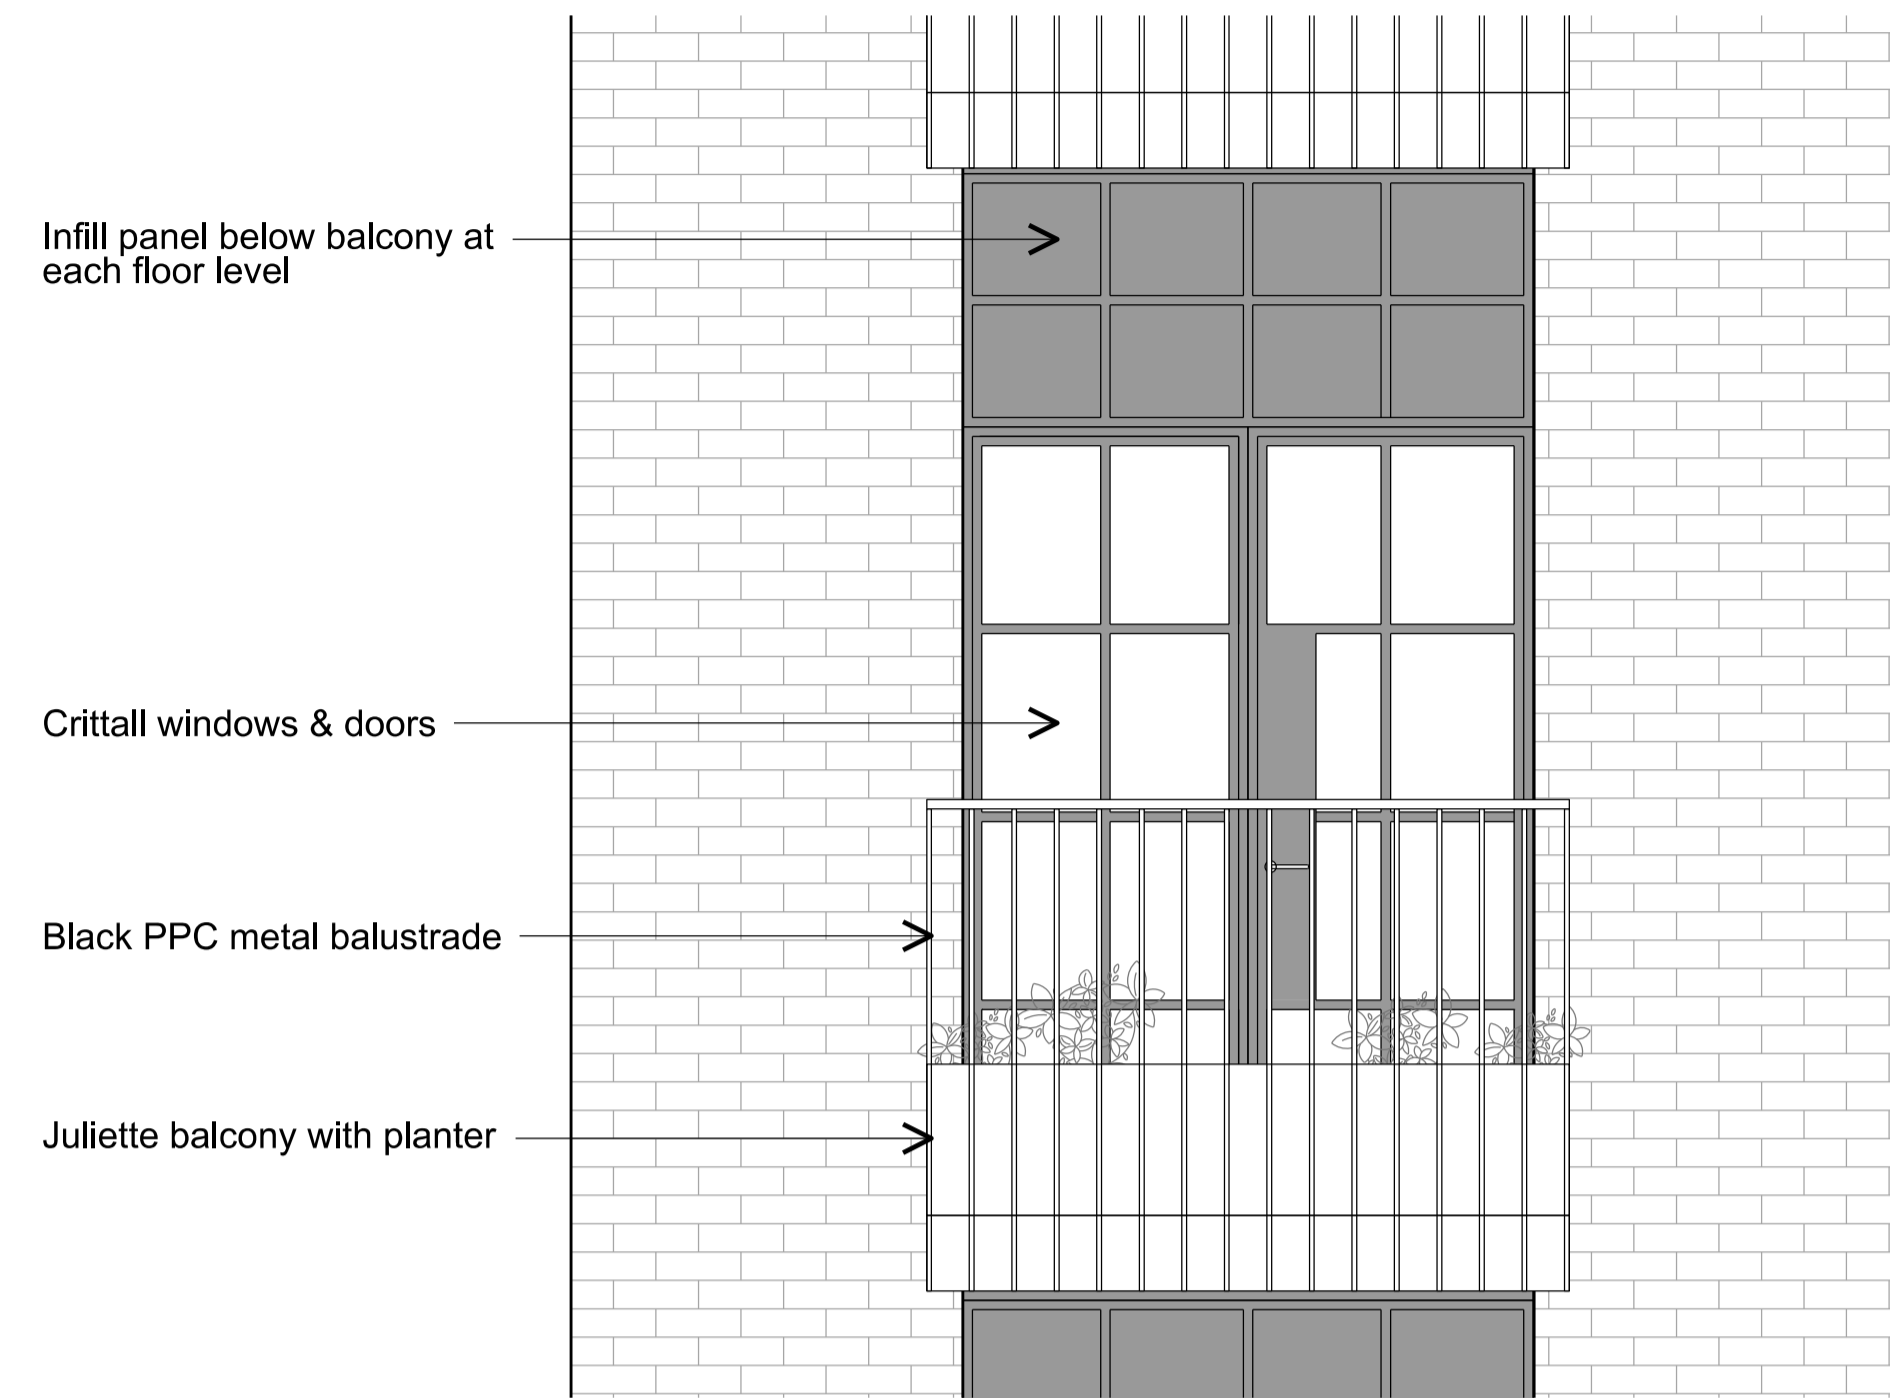 Infill panel below balcony at
each floor level
Crittall windows & doors
Black PPC metal balustrade
Juliette balcony with planter